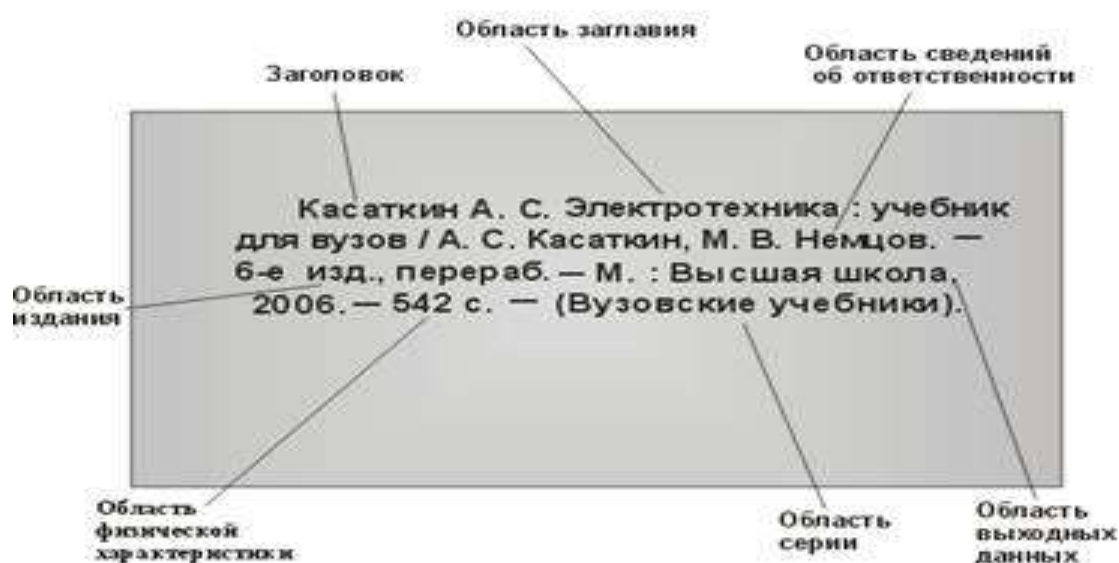 Область заглавия
Заголовок
Область сведений
об ответственности
Касаткин А. С. Электротехника : учебник
для вузов / А. С. Касаткин, М. В. Немцов. —
6-е изд., перераб. — М. : Высшая школа,
2006. — 542 с. — (Вузовские учебники).
Область
издания
Область
физической
характеристики
Область
серии
Область
выходных
данных